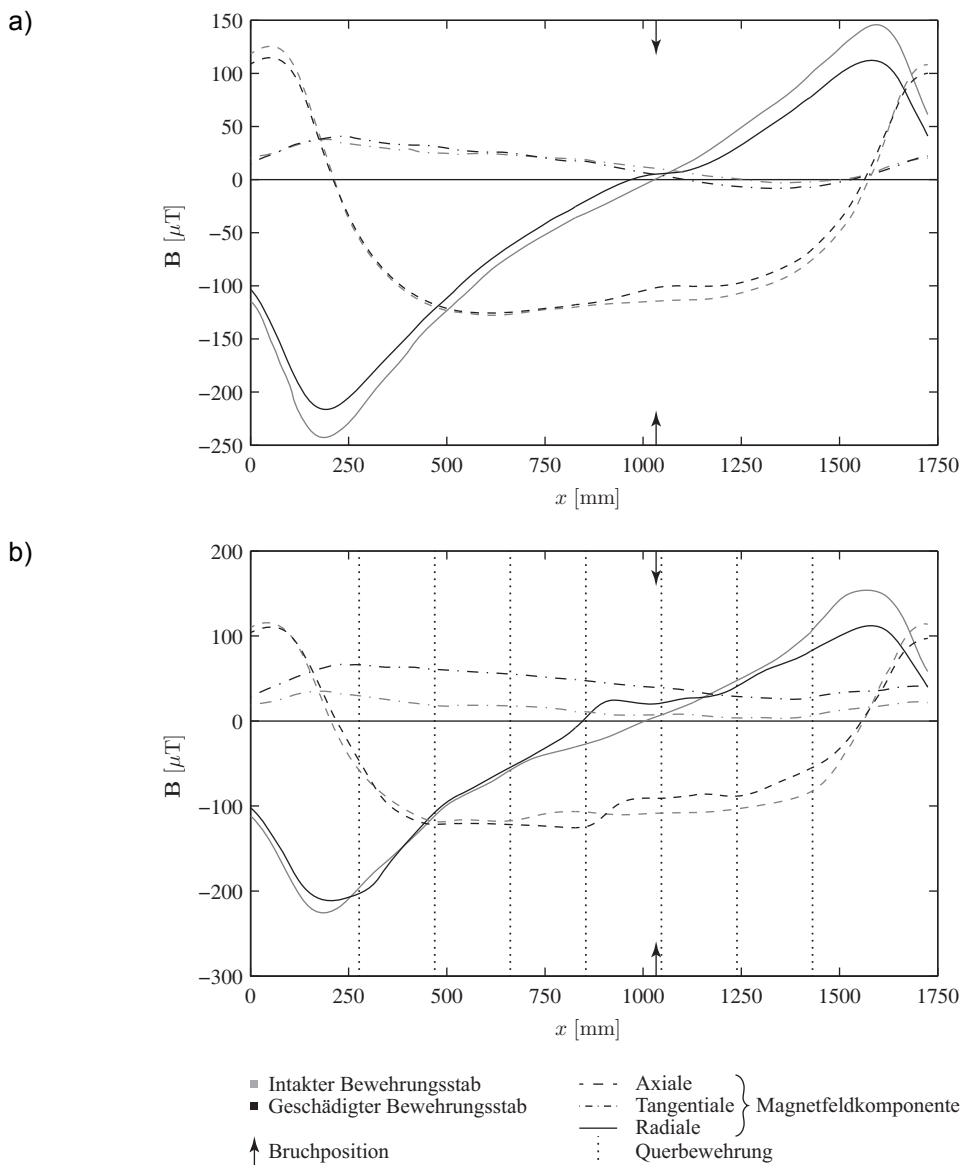 a)
150
100
50
0
−50
−100
−150
−200
−250
B [μT]
0 250 500 750 1000 1250 1500 1750
x [mm]
b)
200
100
0
−100
−200
−300
B [μT]
0 250 500 750 1000 1250 1500 1750
x [mm]
Intakter Bewehrungsstab
Geschädigter Bewehrungsstab
Bruchposition
Axiale
Tangentiale
Radiale
Magnetfeldkomponente
Querbewehrung